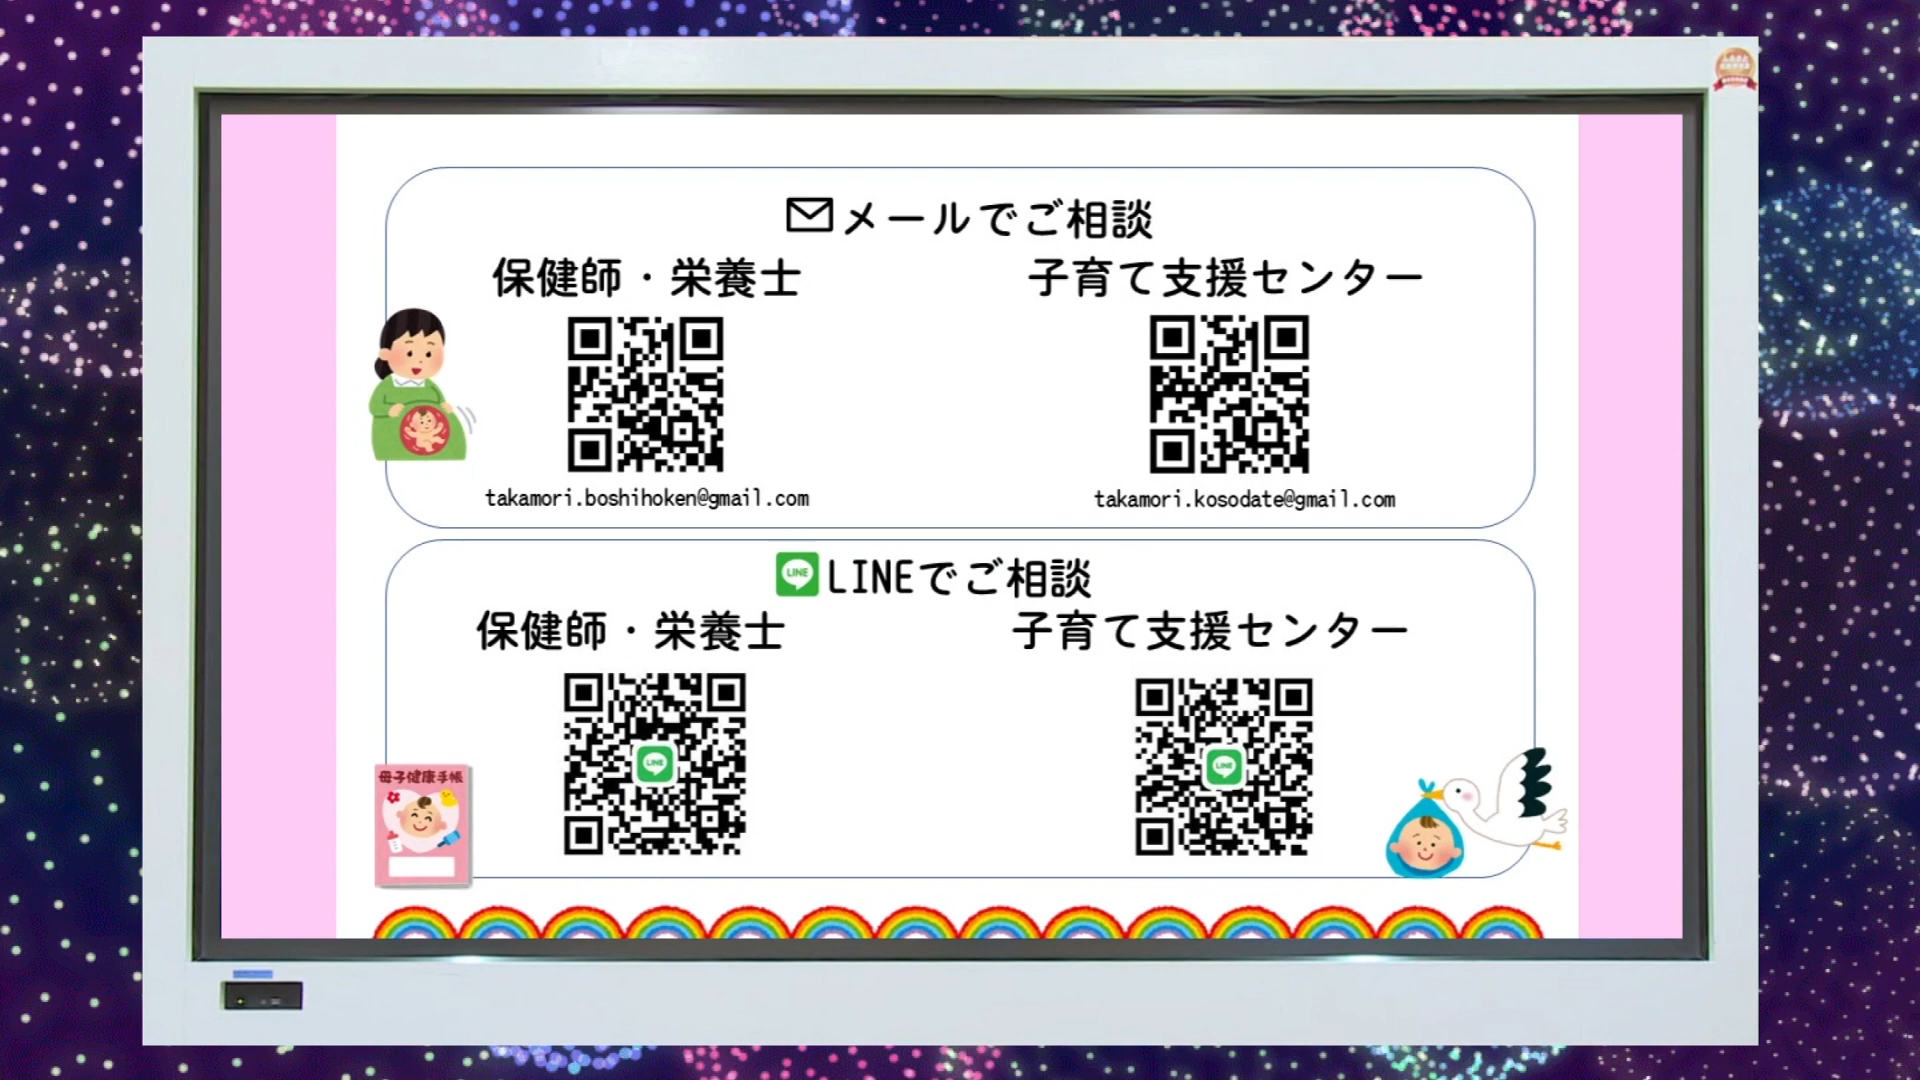 メールでご相談
保健師・栄養士
子育て支援センター
takamori.boshihoken@gmail.com
takamori.kosodate@gmail.com
LINE
LINEでご相談
保健師・栄養士
子育て支援センター
LINE
LINE
母子健康手帳